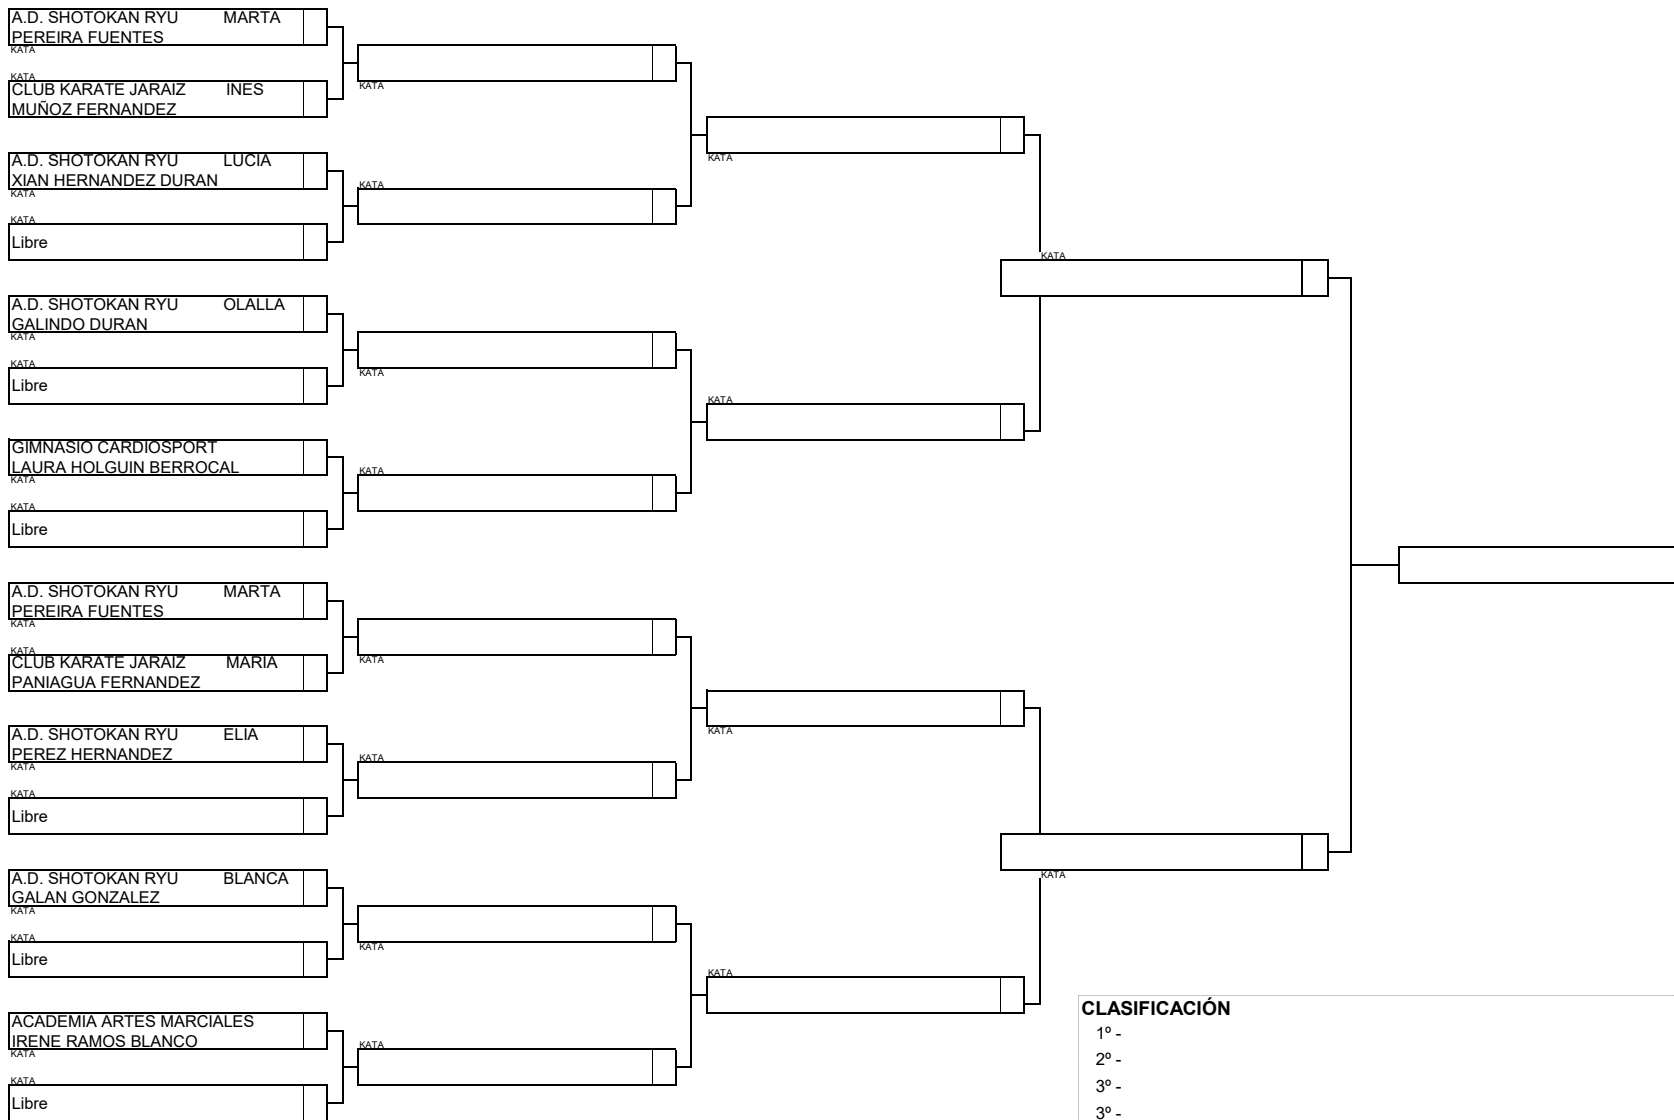 A.D. SHOTOKAN RYU MARTA
PEREIRA FUENTES
KATA
KATA
CLUB KARATE JARAIZ INES
MUÑOZ FERNANDEZ
A.D. SHOTOKAN RYU LUCIA
XIAN HERNANDEZ DURAN
KATA
KATA
Libre
A.D. SHOTOKAN RYU OLALLA
GALINDO DURAN
KATA
KATA
Libre
GIMNASIO CARDIOSPORT
LAURA HOLGUIN BERROCAL
KATA
KATA
Libre
A.D. SHOTOKAN RYU MARTA
PEREIRA FUENTES
KATA
KATA
CLUB KARATE JARAIZ MARIA
PANIAGUA FERNANDEZ
A.D. SHOTOKAN RYU ELIA
PEREZ HERNANDEZ
KATA
KATA
Libre
A.D. SHOTOKAN RYU BLANCA
GALAN GONZALEZ
KATA
KATA
Libre
ACADEMIA ARTES MARCIALES
IRENE RAMOS BLANCO
KATA
KATA
Libre
KATA
KATA
KATA
KATA
KATA
KATA
KATA
KATA
KATA
KATA
KATA
KATA
KATA
KATA
CLASIFICACIÓN
1º -
2º -
3º -
3º -